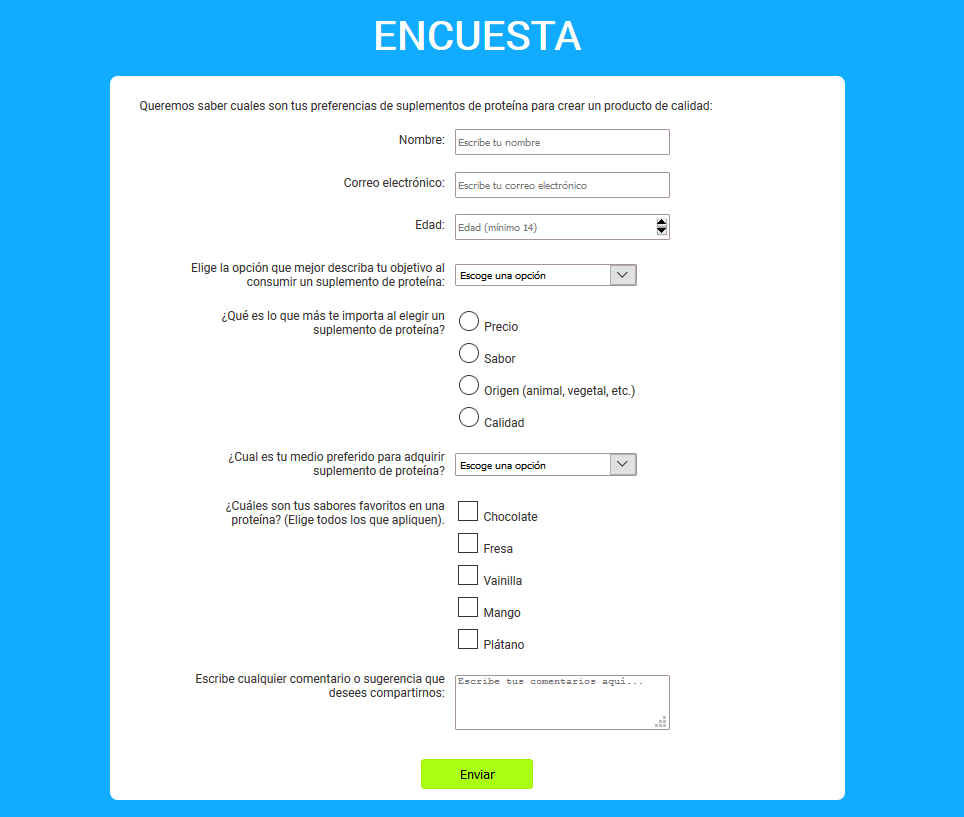 ENCUESTA
Queremos saber cuales son tus preferencias de suplementos de proteína para crear un producto de calidad:
Nombre:
Escribe tu nombre
Correo electrónico:
Escribe tu correo electrónico
Edad:
Edad (mínimo 14)
Elige la opción que mejor describa tu objetivo al
consumir un suplemento de proteína:
Escoge una opción
¿Qué es lo que más te importa al elegir un
suplemento de proteína?
Precio
Sabor
Origen (animal, vegetal, etc.)
Calidad
¿Cual es tu medio preferido para adquirir
suplemento de proteína?
Escoge una opción
¿Cuáles son tus sabores favoritos en una
proteína? (Elige todos los que apliquen).
Chocolate
Fresa
Vainilla
Mango
Plátano
Escribe cualquier comentario o sugerencia que
desees compartirnos:
Escribe tus comentarios aquí...
Enviar